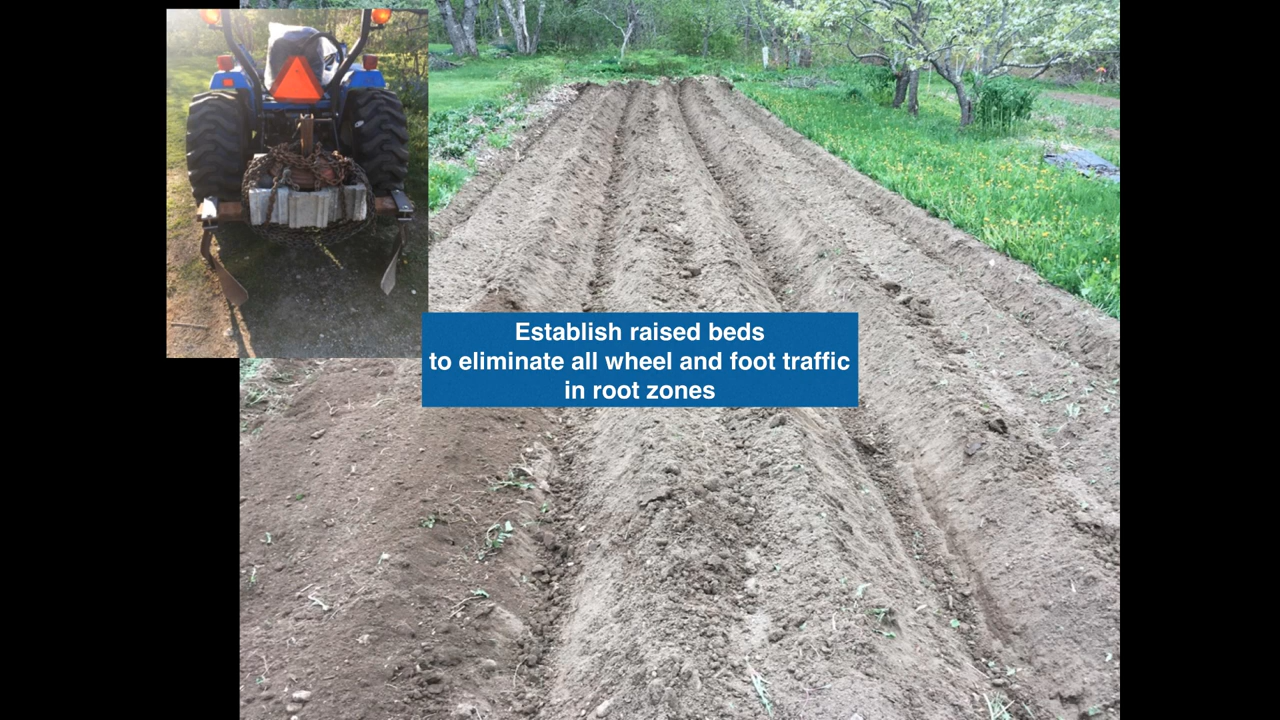 Establish raised beds
to eliminate all wheel and foot traffic
in root zones